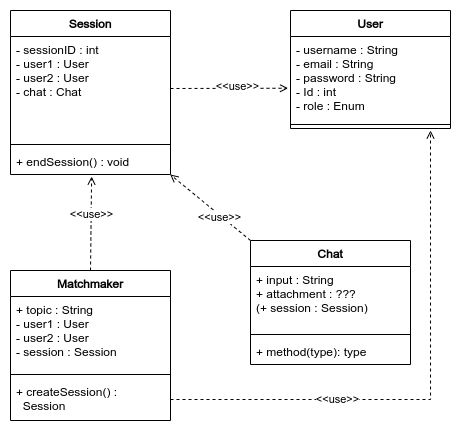 Session
- sessionID : int
- user1 : User
- user2 : User
- chat : Chat
+ endSession() : void
<<use>>
User
- username : String
- email : String
- password : String
- Id : int
- role : Enum
<<use>>
<<use>>
Chat
+ input : String
+ attachment : ???
(+ session : Session)
+ method(type): type
Matchmaker
+ topic : String
- user1 : User
- user2 : User
- session : Session
+ createSession() :
Session
<<use>>